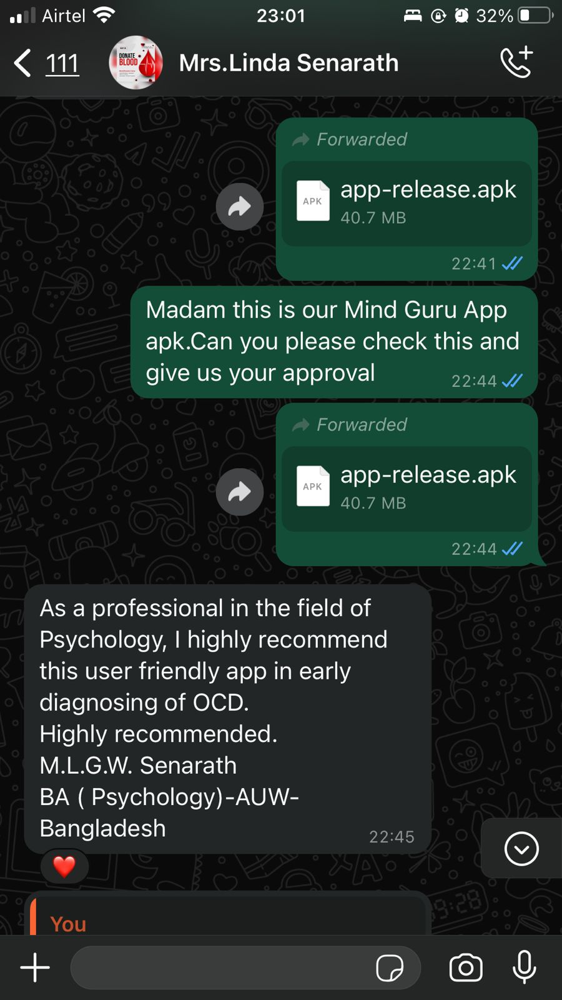 Airtel 23:01 32%
111 Mrs.Linda Senarath
DONATE
BLOOD
Forwarded
APK
app-release.apk
40.7 MB
22:41
Madam this is our Mind Guru App
apk.Can you please check this and
give us your approval
22:44
Forwarded
APK
app-release.apk
40.7 MB
22:44
As a professional in the field of
Psychology, I highly recommend
this user friendly app in early
diagnosing of OCD.
Highly recommended.
M.L.G.W. Senarath
BA ( Psychology)-AUW-
Bangladesh
22:45
You